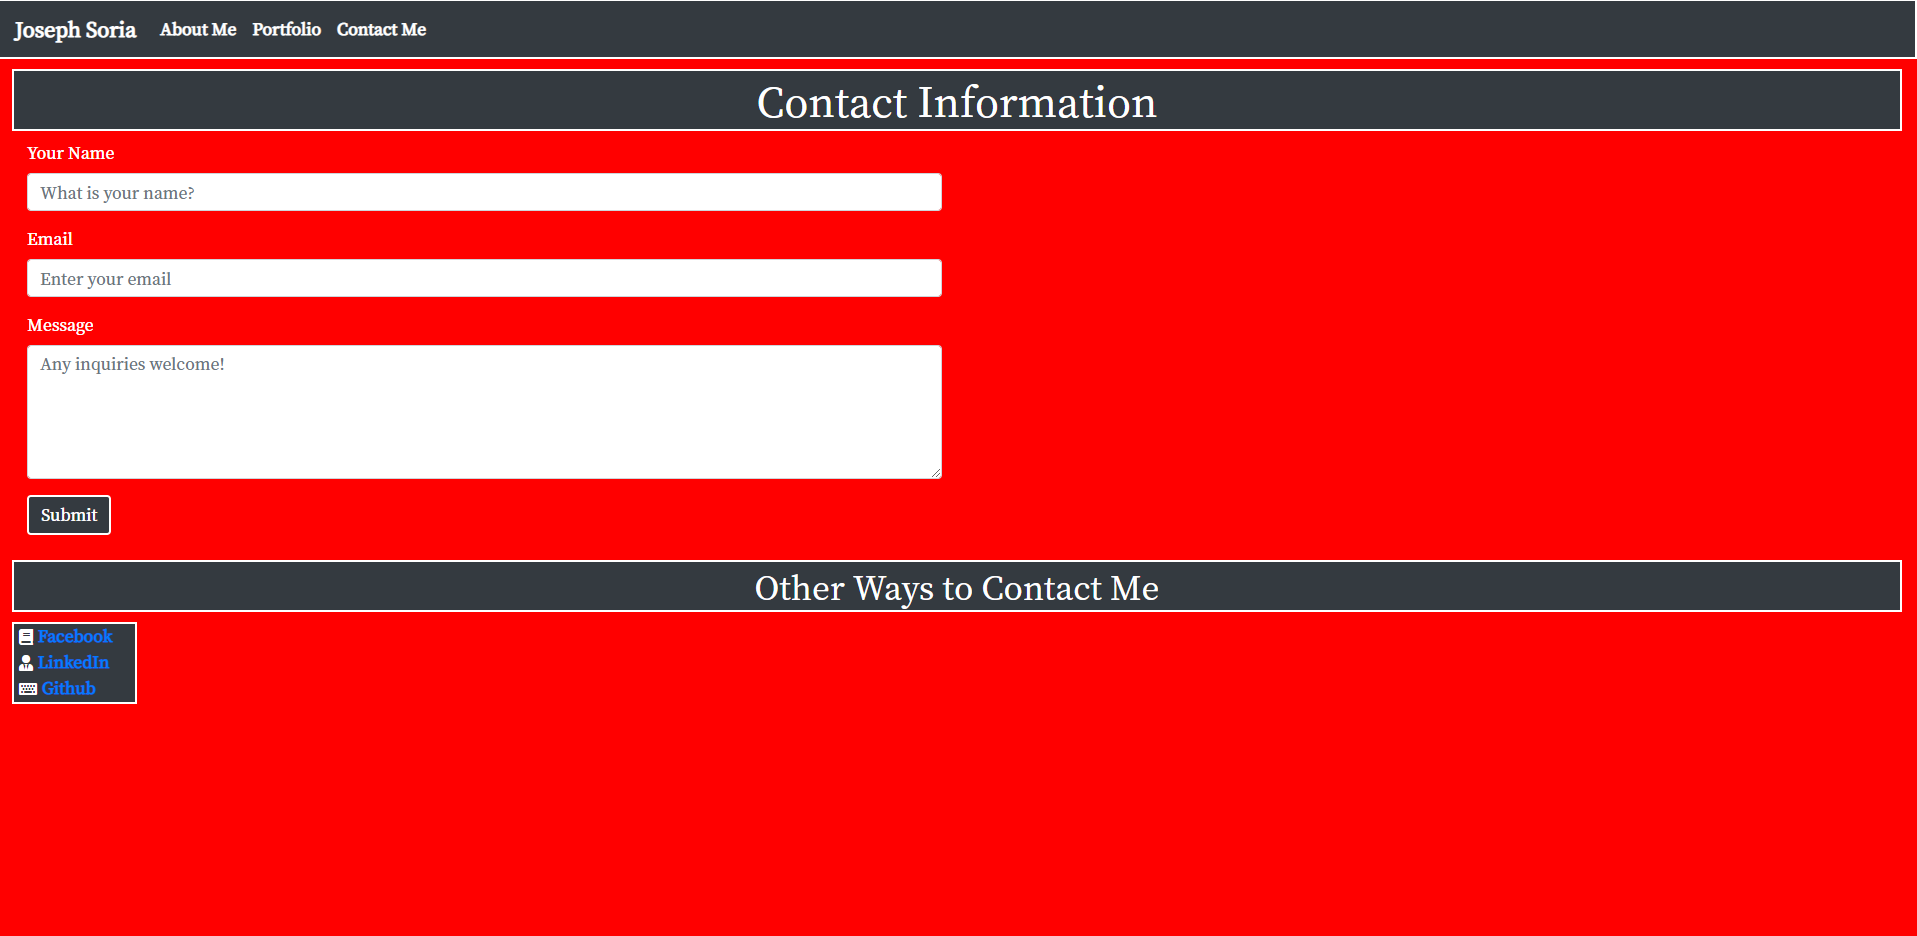 Joseph Soria About Me Portfolio Contact Me
Contact Information
Your Name
What is your name?
Email
Enter your email
Message
Any inquiries welcome!
Submit
Other Ways to Contact Me
Facebook
LinkedIn
Github